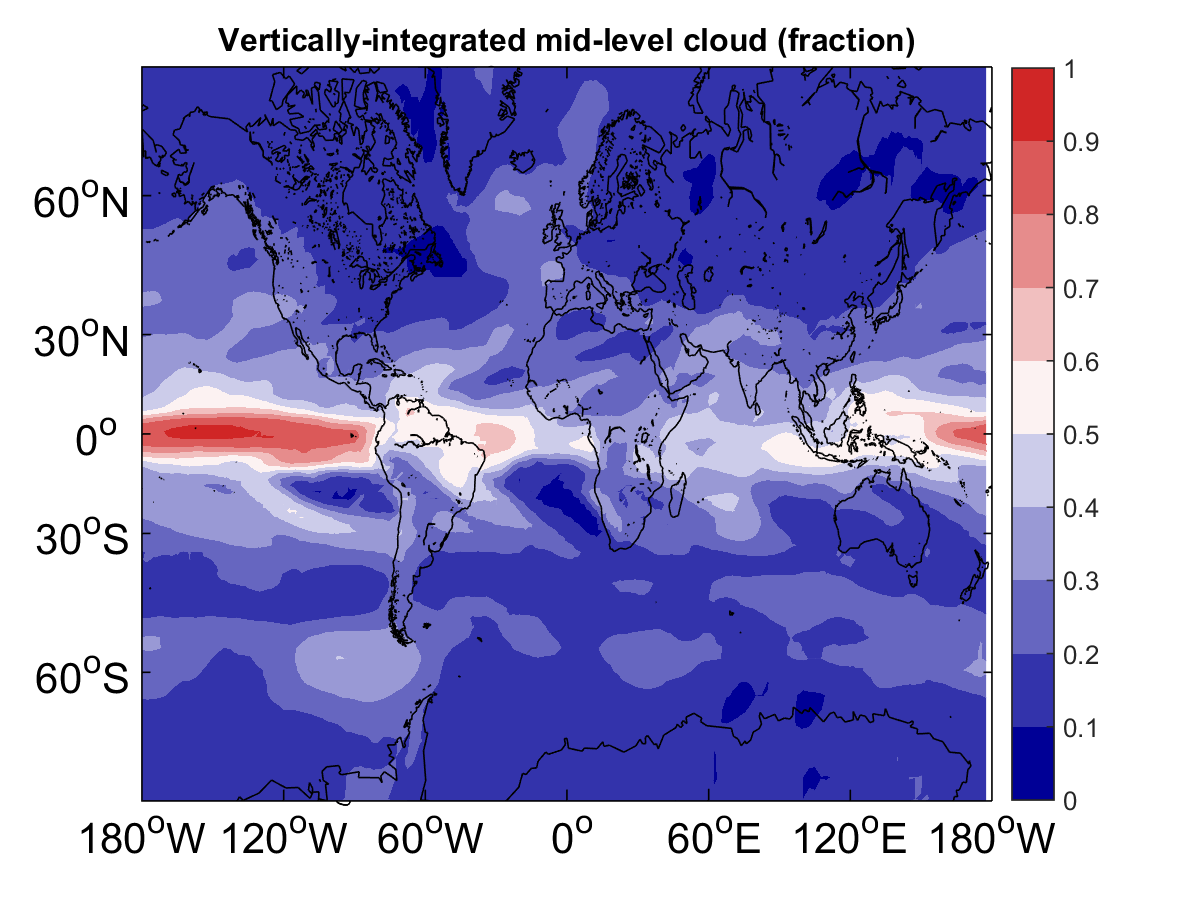 Vertically-integrated mid-level cloud (fraction)
1
0.9
0.8
0.7
0.6
0.5
0.4
0.3
0.2
0.1
0
60°N
30°N
0°
30°S
60°S
180°W 120°W 60°W 0° 60°E 120°E 180°W